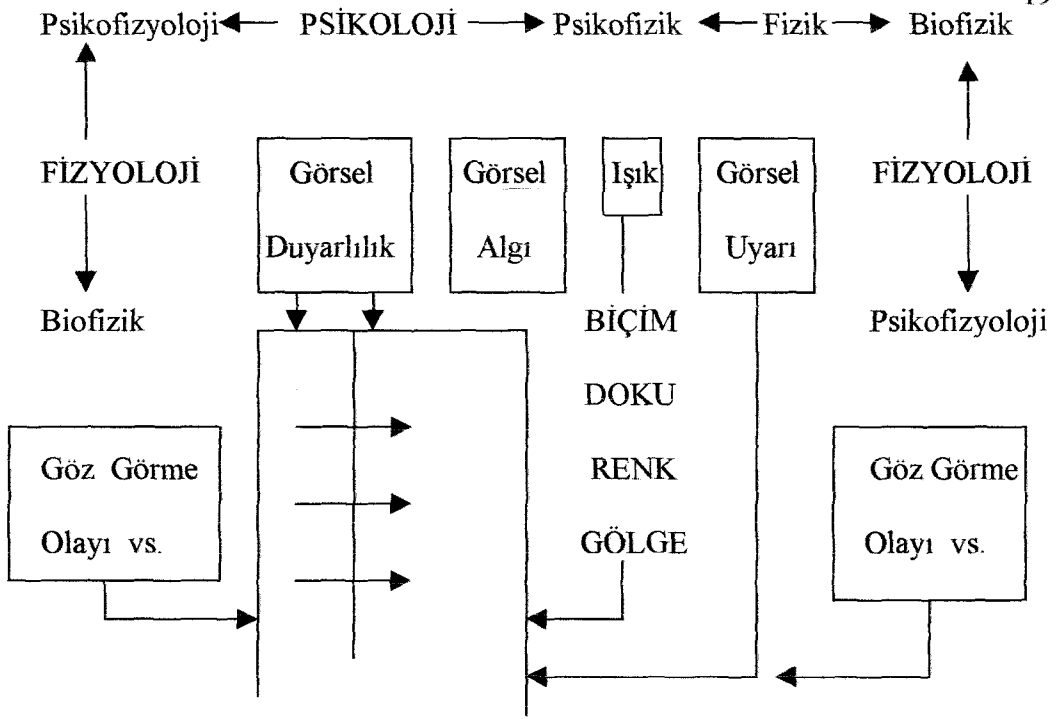 Psikofizyoloji PSİKOLOJİ Psikofizik Fizik Biofizik
FİZYOLOJİ Görsel Görsel Işık Görsel FİZYOLOJİ
Duyarlılık Algı Uyarı
Biofizik BİÇİM Psikofizyoloji
DOKU
Göz Görme RENK Göz Görme
Olayı vs. GÖLGE Olayı vs.